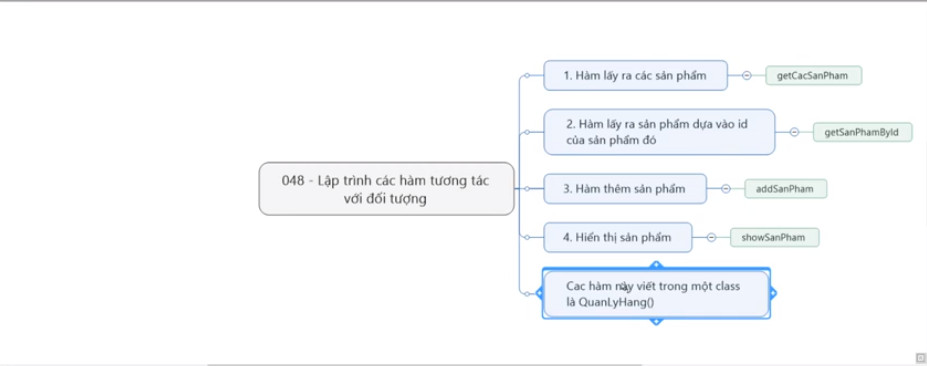 048 - Lập trình các hàm tương tác
với đối tượng
1. Hàm lấy ra các sản phẩm
getCacSanPham
2. Hàm lấy ra sản phẩm dựa vào id
của sản phẩm đó
getSanPhamById
3. Hàm thêm sản phẩm
addSanPham
4. Hiển thị sản phẩm
showSanPham
Cac hàm này viết trong một class
là QuanLyHang()